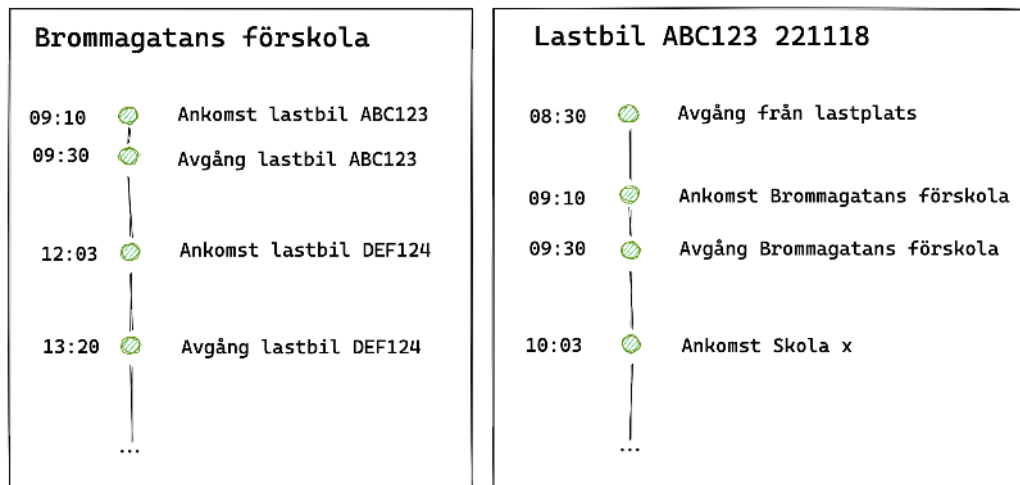 Brommagatans förskola
09:10 Ankomst lastbil ABC123
09:30 Avgång lastbil ABC123
12:03 Ankomst lastbil DEF124
13:20 Avgång lastbil DEF124
...
Lastbil ABC123 221118
08:30 Avgång från lastplats
09:10 Ankomst Brommagatans förskola
09:30 Avgång Brommagatans förskola
10:03 Ankomst Skola x
...